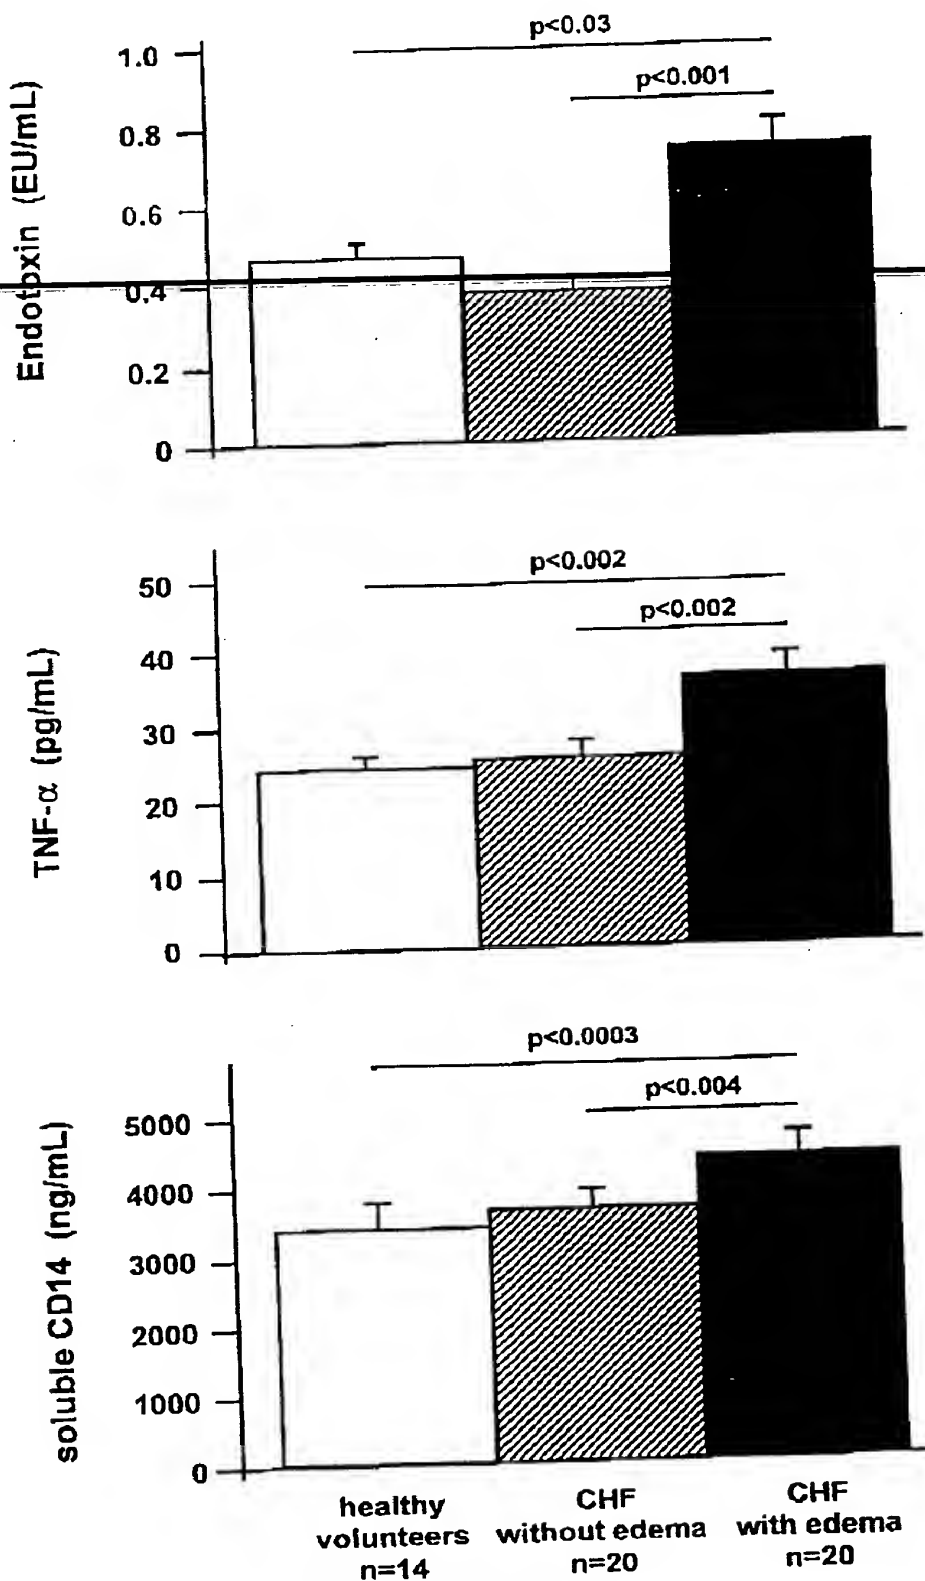 p<0.03
p<0.001
Endotoxin (EU/mL)
1.0
0.8
0.6
0.4
0.2
0
p<0.002
p<0.002
TNF-α (pg/mL)
50
40
30
20
10
0
p<0.0003
p<0.004
soluble CD14 (ng/mL)
5000
4000
3000
2000
1000
0
healthy
volunteers
n=14
CHF
without edema
n=20
CHF
with edema
n=20